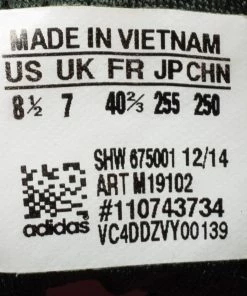 MADE IN VIETNAM
US UK FR JP CHN
8½ 7 40⅔ 255 250
SHW 675001 12/14
ART M19102
#110743734
adidas VC4DDZVY00139